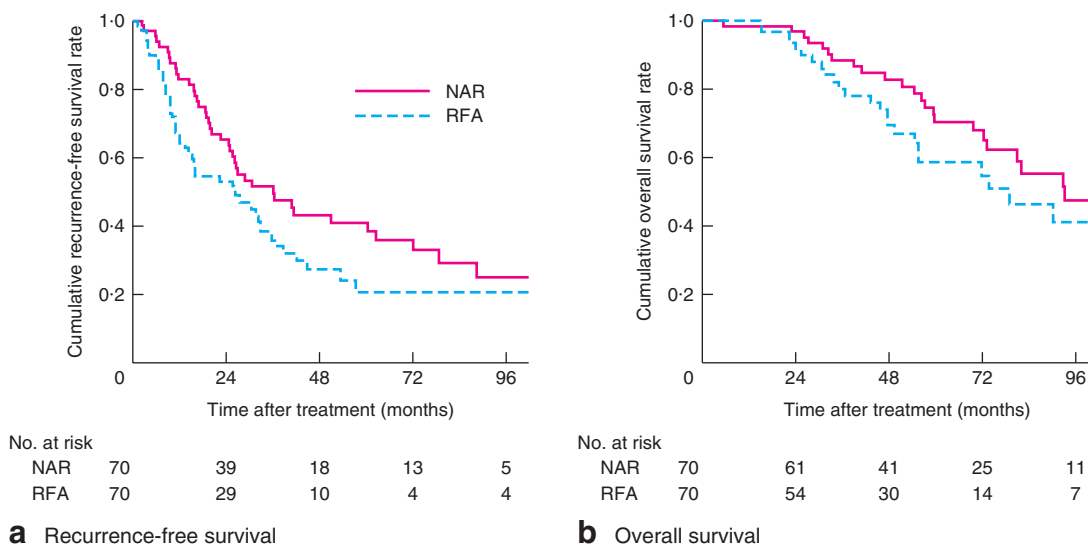 1·0
0·8
0·6
0·4
0·2
0
24
48
72
96
Cumulative recurrence-free survival rate
Time after treatment (months)
NAR
RFA
No. at risk
NAR 70 39 18 13 5
RFA 70 29 10 4 4
a Recurrence-free survival
1·0
0·8
0·6
0·4
0·2
0
24
48
72
96
Cumulative overall survival rate
Time after treatment (months)
No. at risk
NAR 70 61 41 25 11
RFA 70 54 30 14 7
b Overall survival